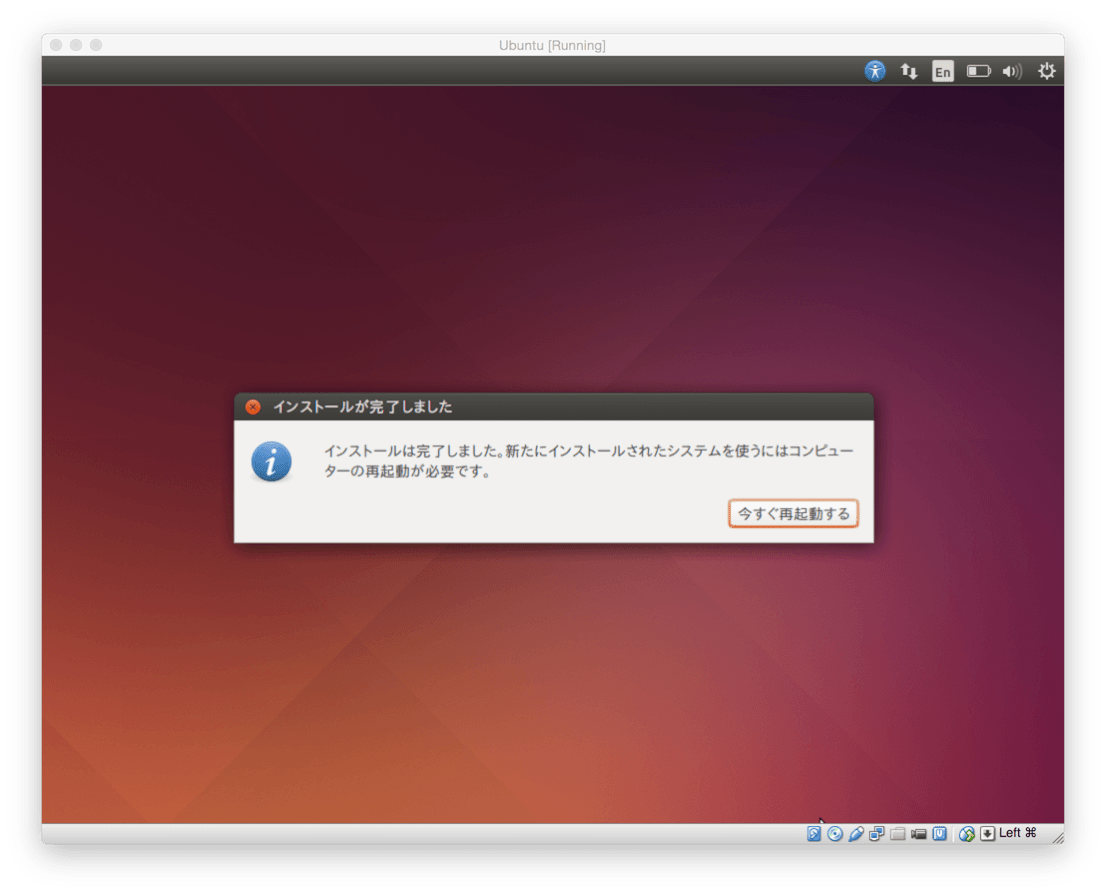 Ubuntu [Running]
En
インストールが完了しました
インストールは完了しました。新たにインストールされたシステムを使うにはコンピュー
ターの再起動が必要です。
今すぐ再起動する
Left ⌘